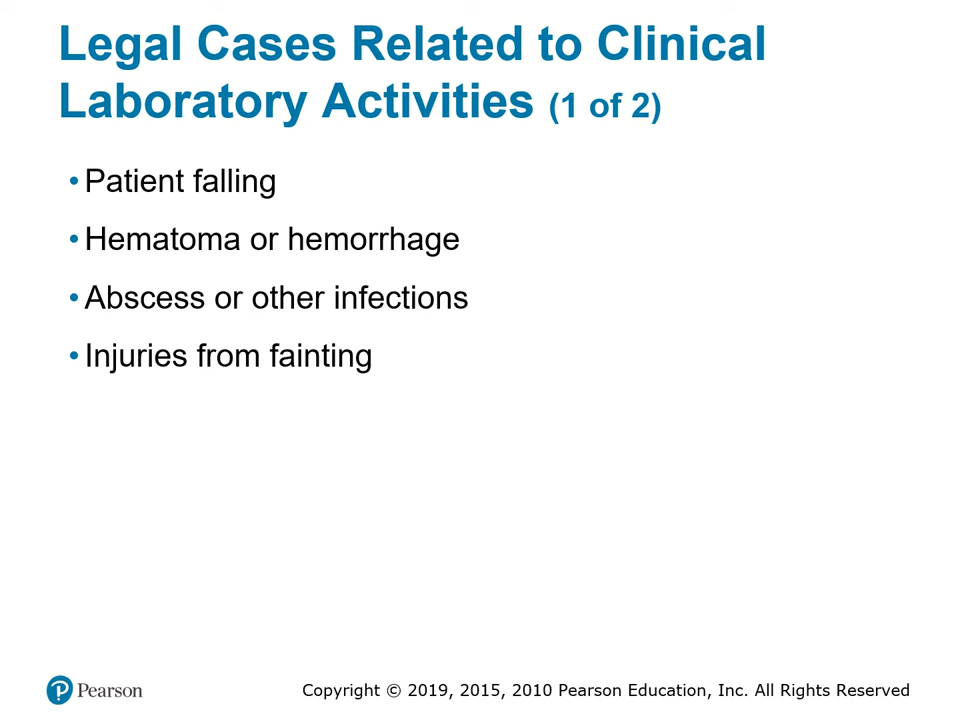 Legal Cases Related to Clinical
Laboratory Activities (1 of 2)
• Patient falling
• Hematoma or hemorrhage
• Abscess or other infections
• Injuries from fainting
Pearson
Copyright © 2019, 2015, 2010 Pearson Education, Inc. All Rights Reserved